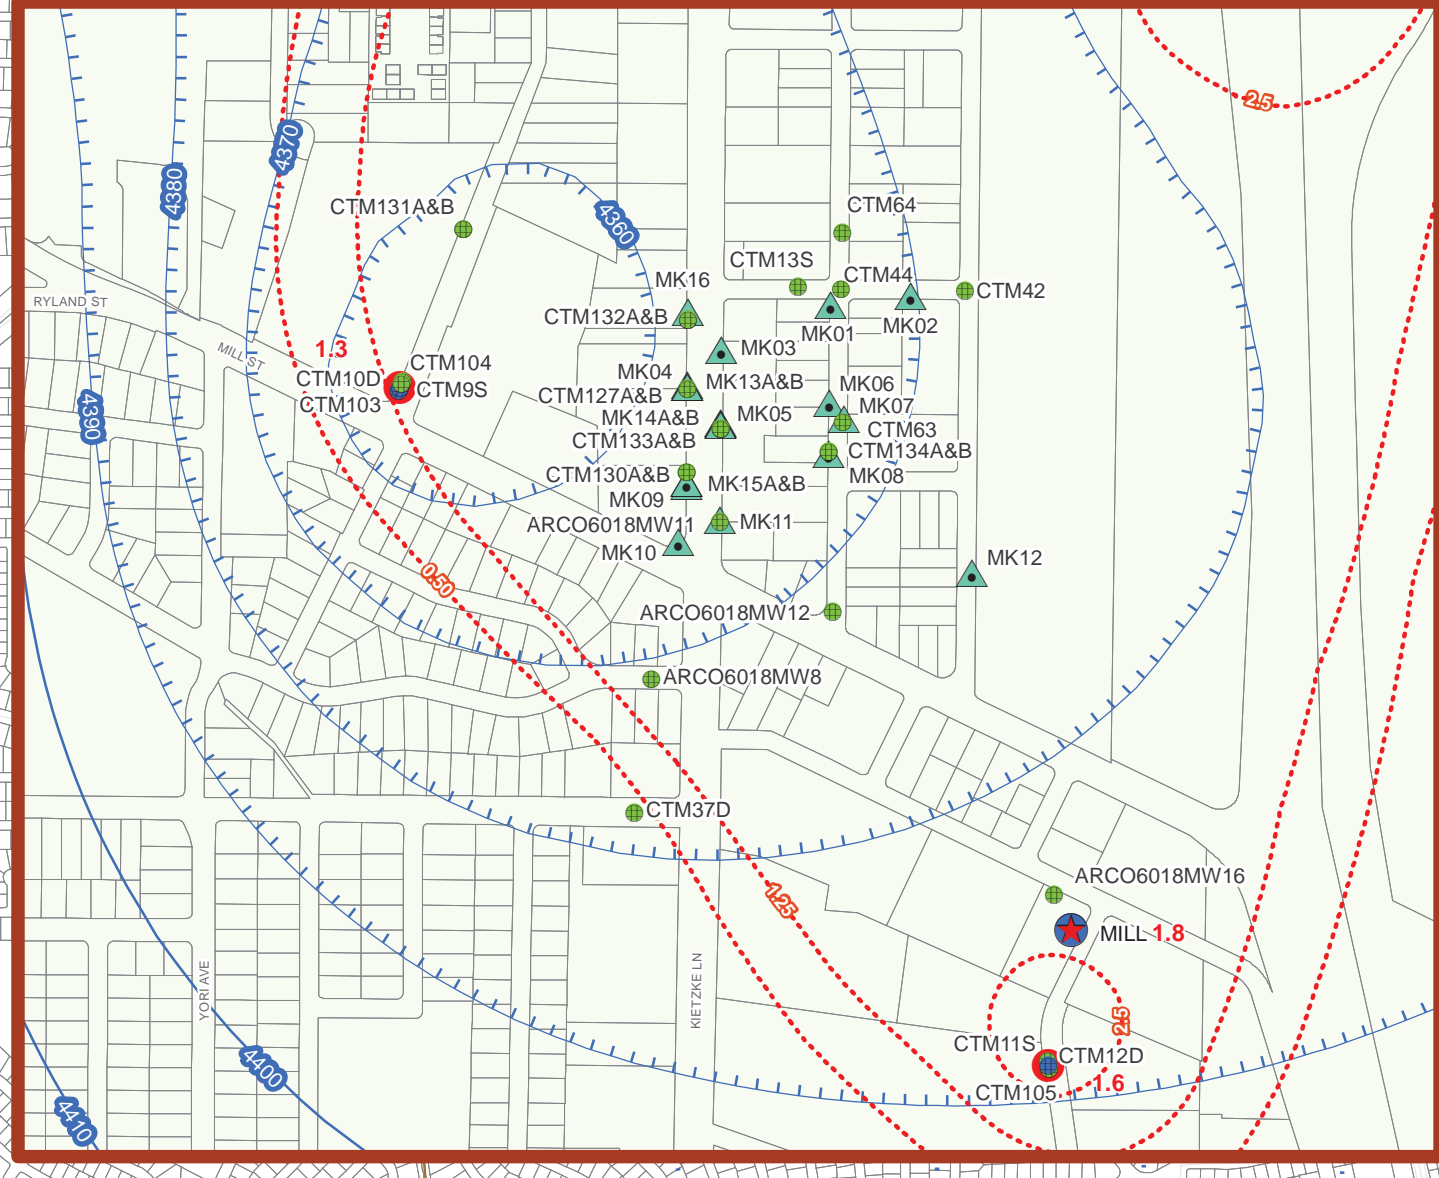 2.5
4370
4380
CTM131A&B
4360
CTM64
CTM13S
CTM44
MK16
CTM42
RYLAND ST
CTM132A&B
MK01
MK02
MILL ST
1.3
MK03
CTM104
CTM10D
CTM9S
CTM103
MK04
MK13A&B
CTM127A&B
MK06
4390
MK14A&B
MK05
MK07
CTM63
CTM133A&B
CTM134A&B
CTM130A&B
MK15A&B
MK08
MK09
ARCO6018MW11
MK11
MK10
MK12
0.50
ARCO6018MW12
ARCO6018MW8
CTM37D
ARCO6018MW16
1.25
MILL 1.8
YORI AVE
KIETZKE LN
2.5
CTM11S
CTM12D
4400
1.6
CTM105
4410